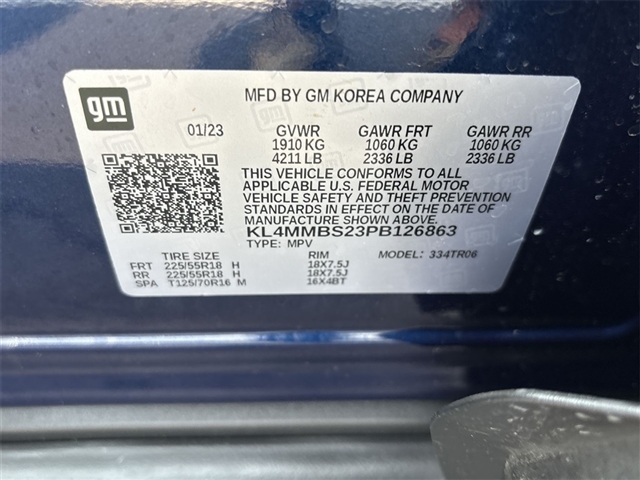 gm
MFD BY GM KOREA COMPANY
01/23 GVWR GAWR FRT GAWR RR
1910 KG 1060 KG 1060 KG
4211 LB 2336 LB 2336 LB
THIS VEHICLE CONFORMS TO ALL
APPLICABLE U.S. FEDERAL MOTOR
VEHICLE SAFETY AND THEFT PREVENTION
STANDARDS IN EFFECT ON THE DATE OF
MANUFACTURE SHOWN ABOVE.
KL4MMBS23PB126863
TYPE: MPV MODEL: 334TR06
TIRE SIZE RIM
FRT 225/55R18 H 18X7.5J
RR 225/55R18 H 18X7.5J
SPA T125/70R16 M 16X4BT